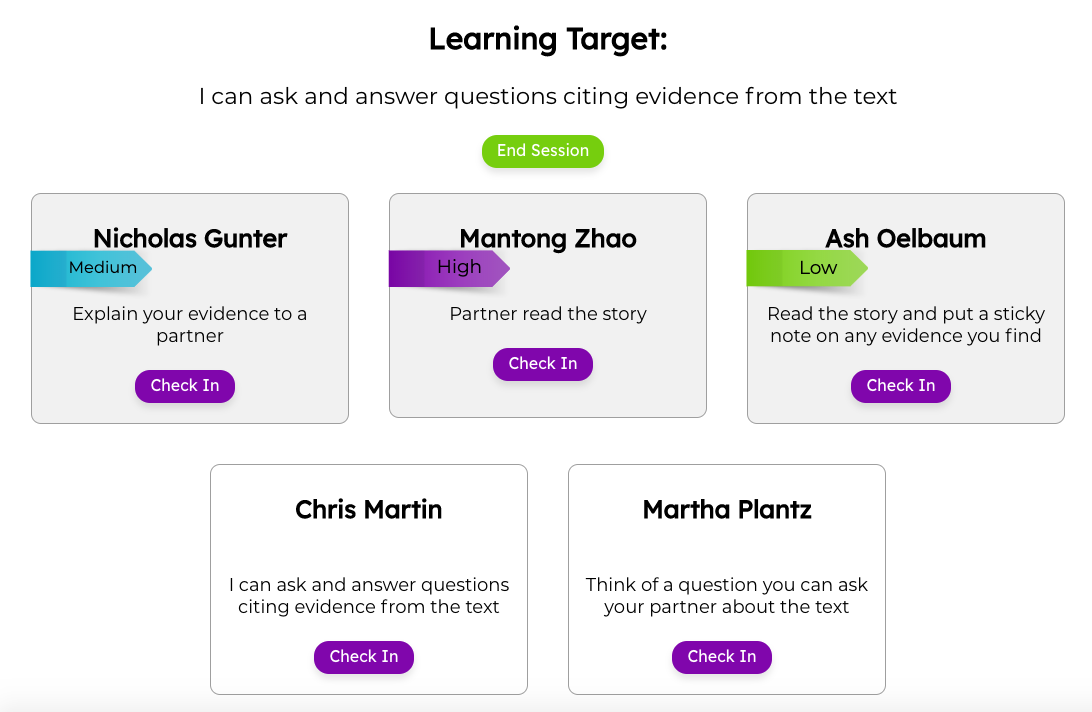 Learning Target:
I can ask and answer questions citing evidence from the text
End Session
Nicholas Gunter
Medium
Explain your evidence to a
partner
Check In
Mantong Zhao
High
Partner read the story
Check In
Ash Oelbaum
Low
Read the story and put a sticky
note on any evidence you find
Check In
Chris Martin
I can ask and answer questions
citing evidence from the text
Check In
Martha Plantz
Think of a question you can ask
your partner about the text
Check In